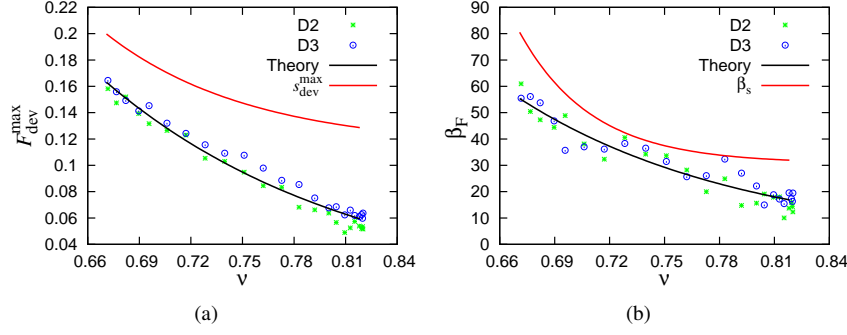 F_dev^max
0.2
0.18
0.16
0.14
0.12
0.1
0.08
0.06
0.04
0.66 0.69 0.72 0.75 0.78 0.81 0.84
ν
D2
D3
Theory
s_dev^max
(a)
β_F
90
80
70
60
50
40
30
20
10
0
0.66 0.69 0.72 0.75 0.78 0.81 0.84
ν
D2
D3
Theory
β_s
(b)